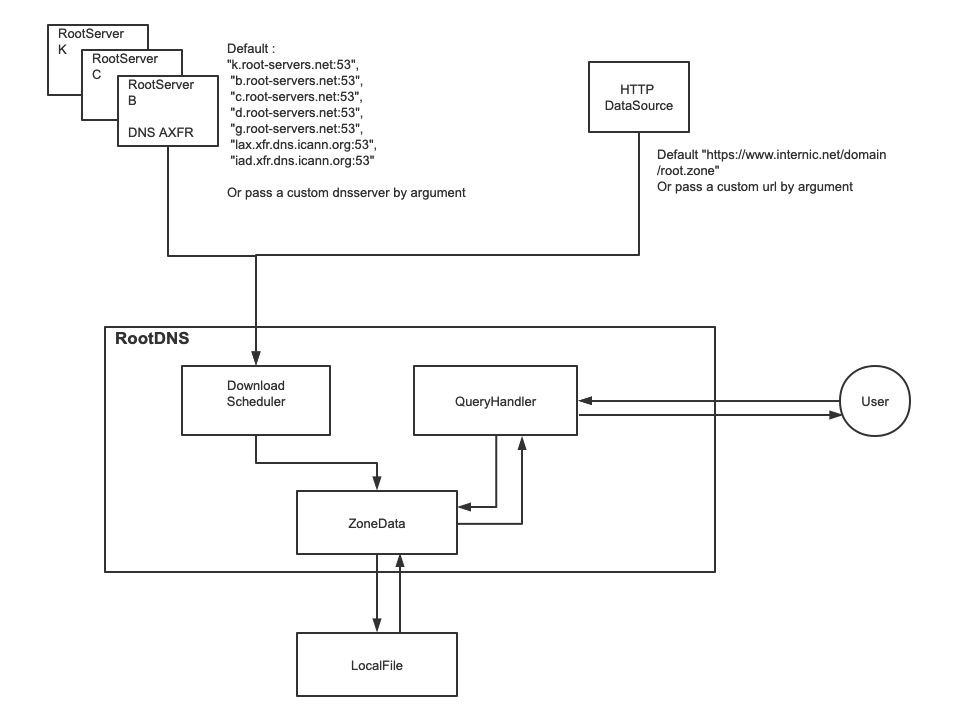 RootServer
K
RootServer
C
RootServer
B
DNS AXFR
Default :
"k.root-servers.net:53",
"b.root-servers.net:53",
"c.root-servers.net:53",
"d.root-servers.net:53",
"g.root-servers.net:53",
"lax.xfr.dns.icann.org:53",
"iad.xfr.dns.icann.org:53"
Or pass a custom dnsserver by argument
HTTP
DataSource
Default "https://www.internic.net/domain
/root.zone"
Or pass a custom url by argument
RootDNS
Download
Scheduler
QueryHandler
User
ZoneData
LocalFile